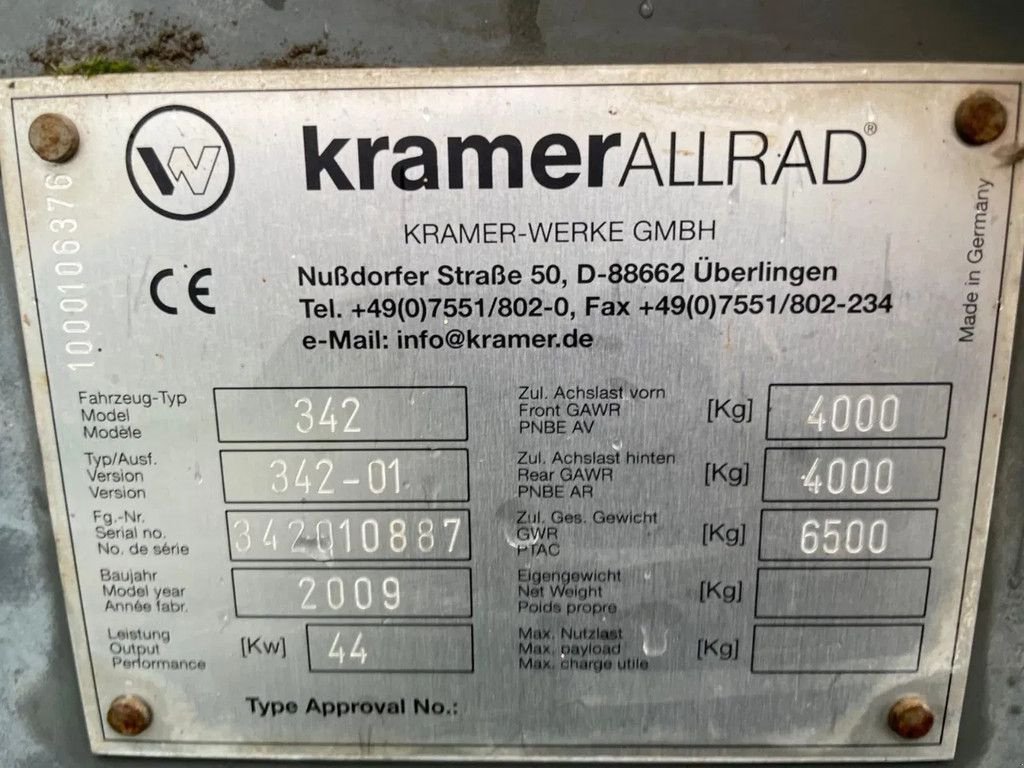 kramerALLRAD®
KRAMER-WERKE GMBH
CE
Nußdorfer Straße 50, D-88662 Überlingen
Tel. +49(0)7551/802-0, Fax +49(0)7551/802-234
e-Mail: info@kramer.de
1000106376
Made in Germany
Fahrzeug-Typ
Model
Modèle
342
Typ/Ausf.
Version
Version
342-01
Fg.-Nr.
Serial no.
No. de série
342010887
Baujahr
Model year
Année fabr.
2009
Leistung
Output
Performance
[Kw] 44
Zul. Achslast vorn
Front GAWR
PNBE AV
[Kg] 4000
Zul. Achslast hinten
Rear GAWR
PNBE AR
[Kg] 4000
Zul. Ges. Gewicht
GWR
PTAC
[Kg] 6500
Eigengewicht
Net Weight
Poids propre
[Kg]
Max. Nutzlast
Max. payload
Max. charge utile
[Kg]
Type Approval No.: